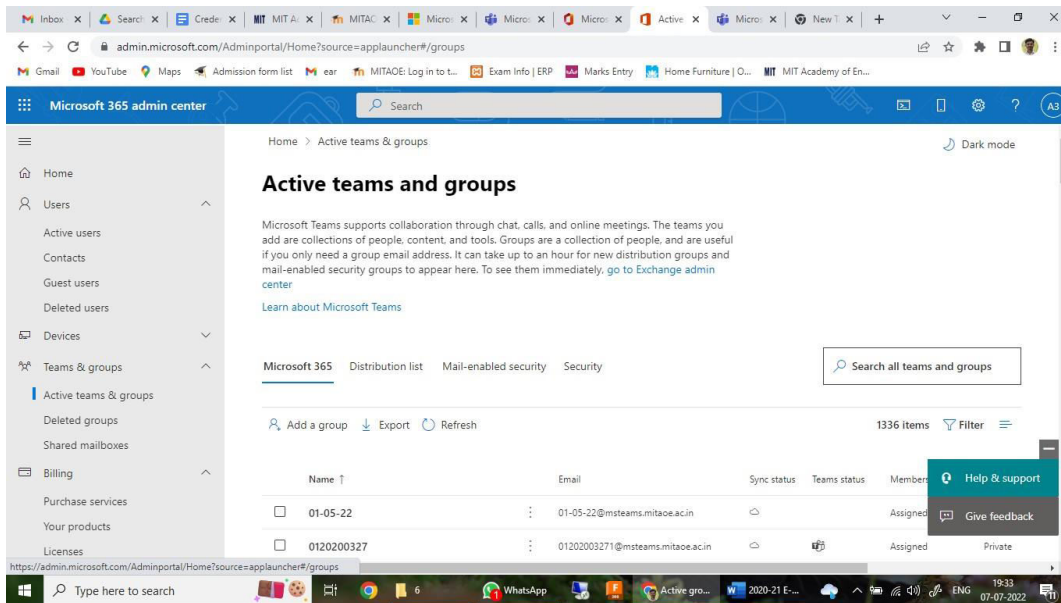 Inbox
Search
Crede
MIT MIT A
MITAC
Micros
Micros
Micros
Active
Micros
New T
admin.microsoft.com/Adminportal/Home?source=applauncher#/groups
Gmail YouTube Maps Admission form list ear MITAOE: Log in to t... Exam Info | ERP Marks Entry Home Furniture | O... MIT MIT Academy of En...
Microsoft 365 admin center
Search
A3
Home > Active teams & groups
Dark mode
Home
Users
Active users
Contacts
Guest users
Deleted users
Devices
Teams & groups
Active teams & groups
Deleted groups
Shared mailboxes
Billing
Purchase services
Your products
Licenses
Active teams and groups
Microsoft Teams supports collaboration through chat, calls, and online meetings. The teams you
add are collections of people, content, and tools. Groups are a collection of people, and are useful
if you only need a group email address. It can take up to an hour for new distribution groups and
mail-enabled security groups to appear here. To see them immediately, go to Exchange admin
center
Learn about Microsoft Teams
Microsoft 365 Distribution list Mail-enabled security Security
Search all teams and groups
Add a group Export Refresh
1336 items Filter
Name ↑ Email Sync status Teams status Members
01-05-22 01-05-22@msteams.mitaoe.ac.in Assigned
0120200327 01202003271@msteams.mitaoe.ac.in Assigned Private
Help & support
Give feedback
https://admin.microsoft.com/Adminportal/Home?source=applauncher#/groups
Type here to search
6
WhatsApp
Active gro...
2020-21 E-...
ENG
19:33
07-07-2022